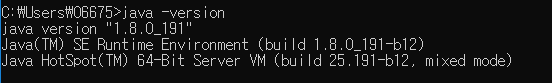 C:₩Users₩06675>java -version
java version "1.8.0_191"
Java(TM) SE Runtime Environment (build 1.8.0_191-b12)
Java HotSpot(TM) 64-Bit Server VM (build 25.191-b12, mixed mode)